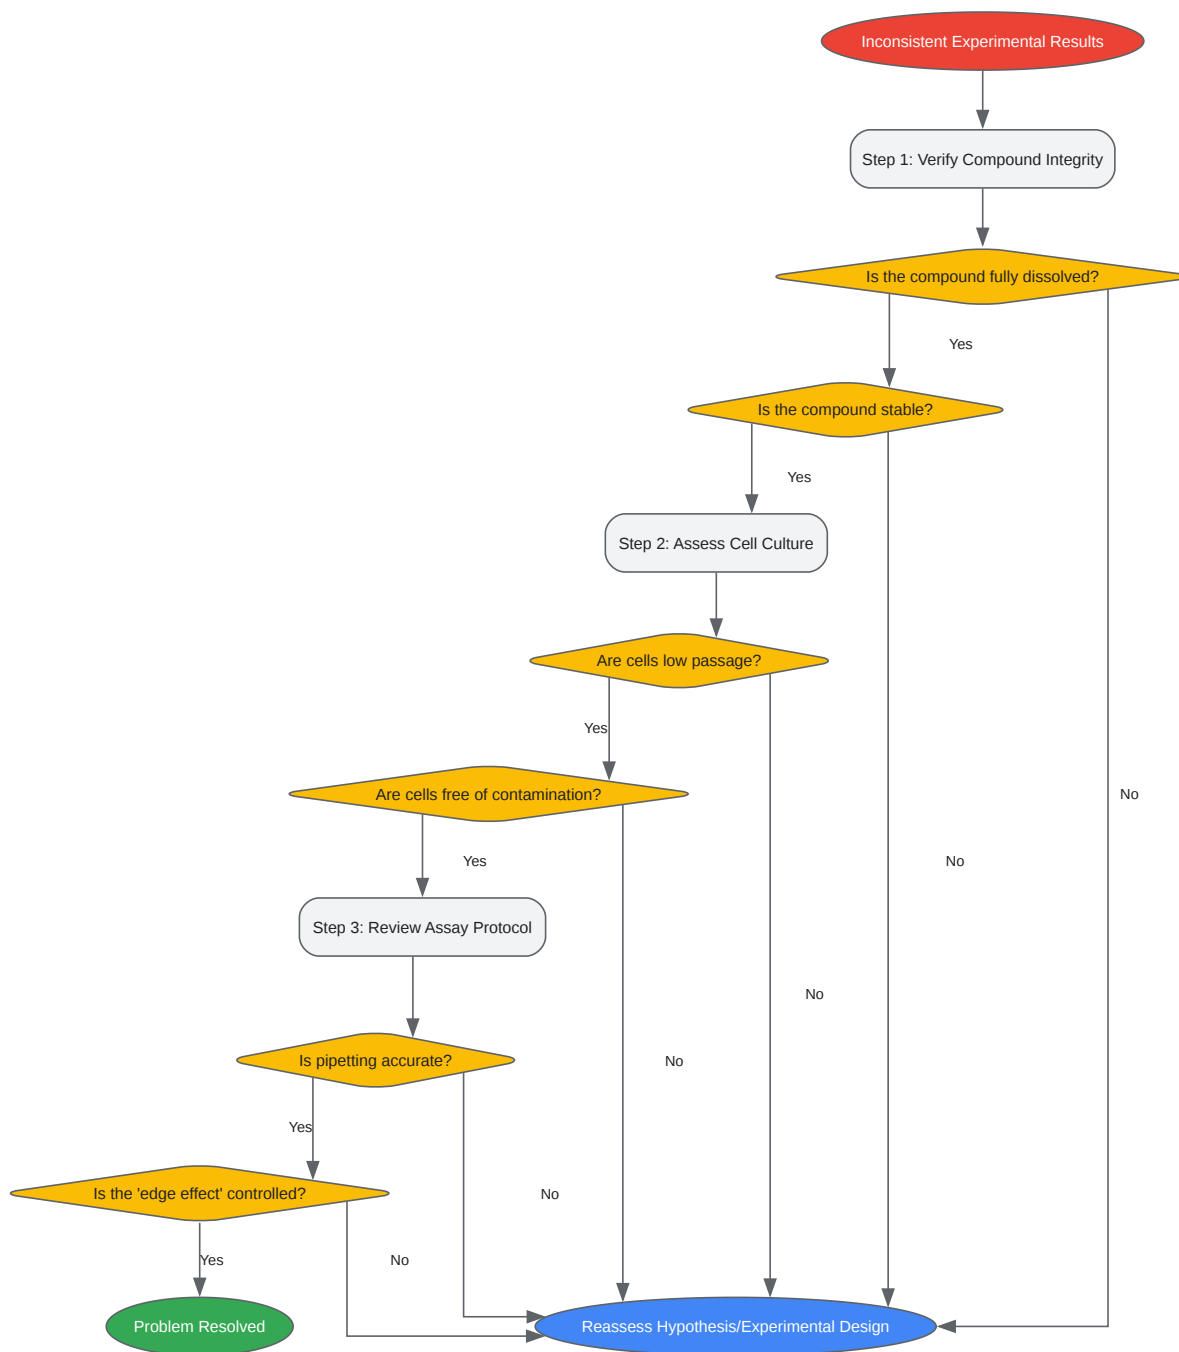 Inconsistent Experimental Results
Step 1: Verify Compound Integrity
Is the compound fully dissolved?
Yes
Is the compound stable?
Yes
Step 2: Assess Cell Culture
Are cells low passage?
Yes
Are cells free of contamination?
No
Yes
No
Step 3: Review Assay Protocol
No
Is pipetting accurate?
No
Yes
Is the 'edge effect' controlled?
No
Yes
No
Problem Resolved
Reassess Hypothesis/Experimental Design